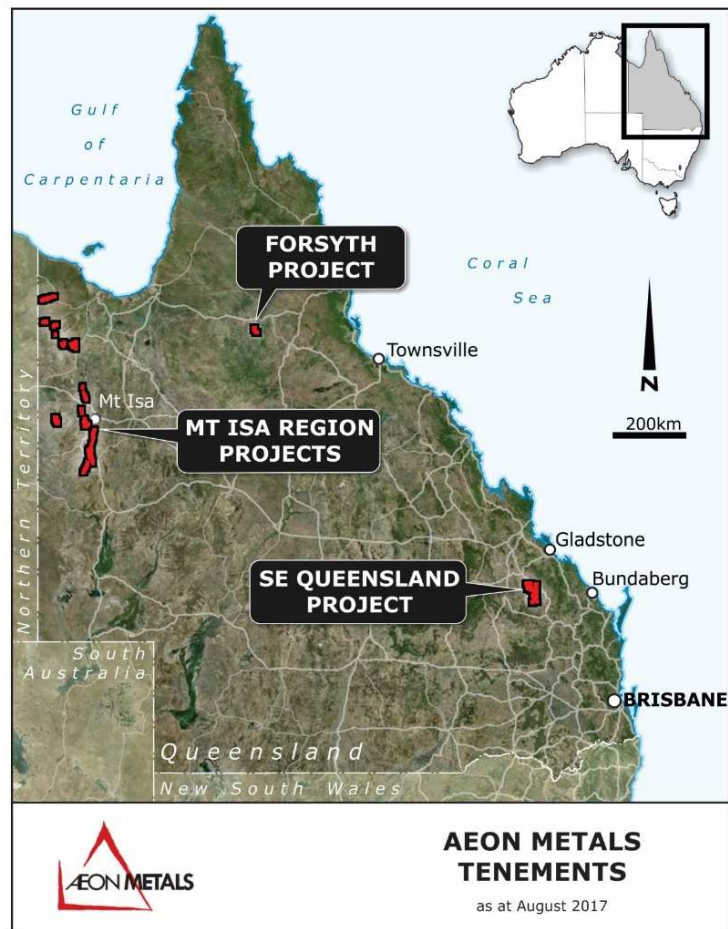 Gulf
of
Carpentaria
FORSYTH
PROJECT
Coral
Sea
Townsville
N
200km
Mt Isa
MT ISA REGION
PROJECTS
Northern Territory
Gladstone
SE QUEENSLAND
PROJECT
Bundaberg
South
Australia
BRISBANE
Queensland
New South Wales
AEON METALS
AEON METALS
TENEMENTS
as at August 2017